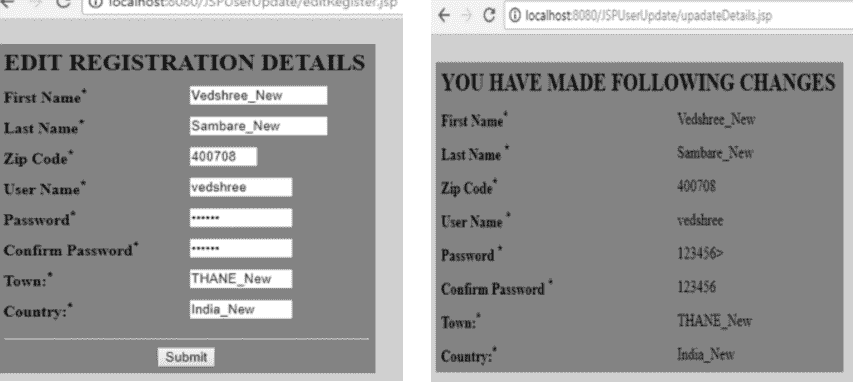 localhost:8080/JSPUserUpdate/editRegister.jsp
EDIT REGISTRATION DETAILS
First Name* Vedshree_New
Last Name* Sambare_New
Zip Code* 400708
User Name* vedshree
Password* ••••••
Confirm Password* ••••••
Town:* THANE_New
Country:* India_New
Submit
localhost:8080/JSPUserUpdate/upadateDetails.jsp
YOU HAVE MADE FOLLOWING CHANGES
First Name* Vedshree_New
Last Name * Sambare_New
Zip Code* 400708
User Name * vedshree
Password * 123456>
Confirm Password * 123456
Town:* THANE_New
Country:* India_New